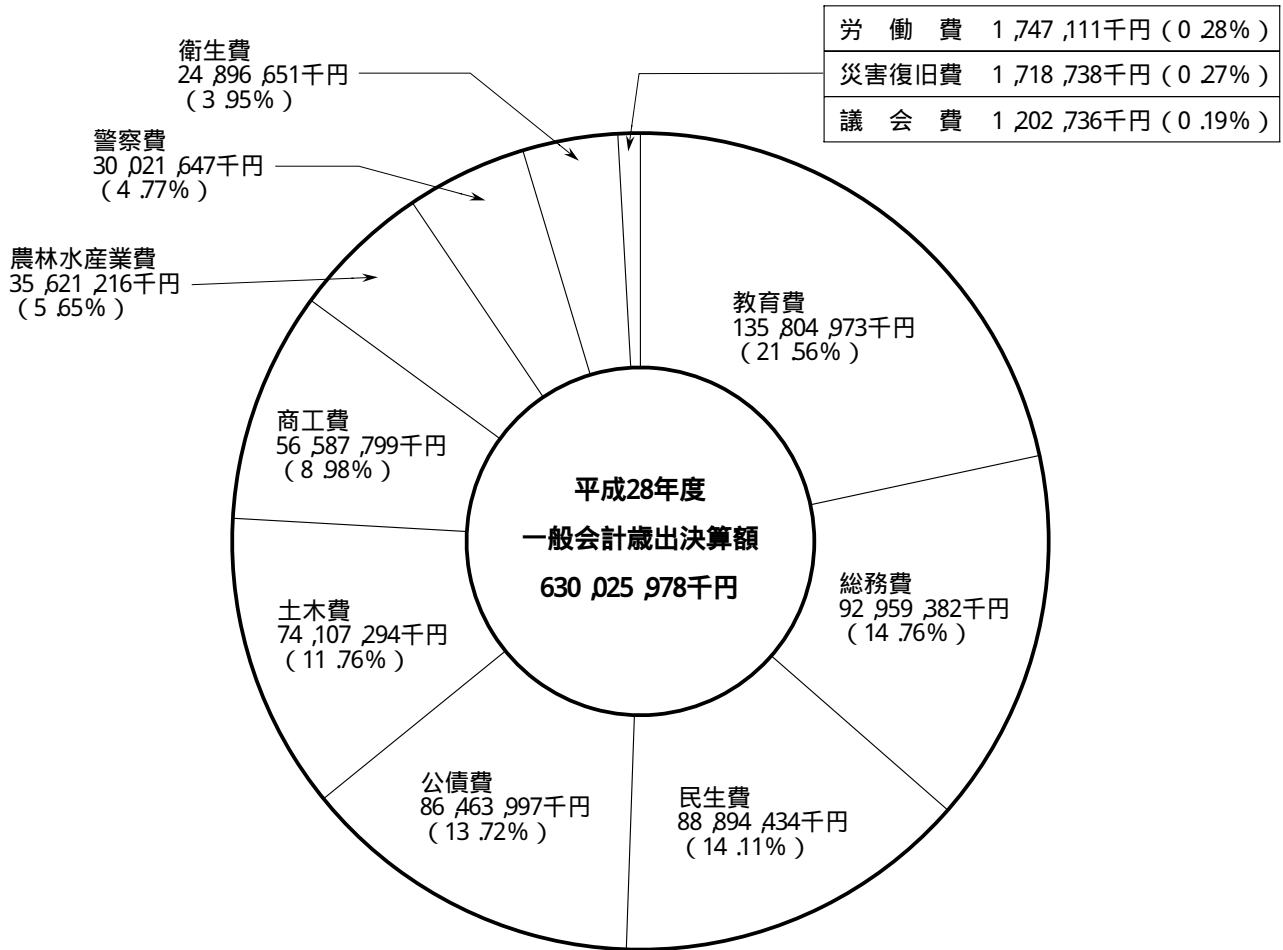 労働費 1,747,111千円(0.28%)
災害復旧費 1,718,738千円(0.27%)
議会費 1,202,736千円(0.19%)
衛生費
24,896,651千円
(3.95%)
警察費
30,021,647千円
(4.77%)
農林水産業費
35,621,216千円
(5.65%)
教育費
135,804,973千円
(21.56%)
商工費
56,587,799千円
(8.98%)
平成28年度
一般会計歳出決算額
630,025,978千円
総務費
92,959,382千円
(14.76%)
土木費
74,107,294千円
(11.76%)
公債費
86,463,997千円
(13.72%)
民生費
88,894,434千円
(14.11%)